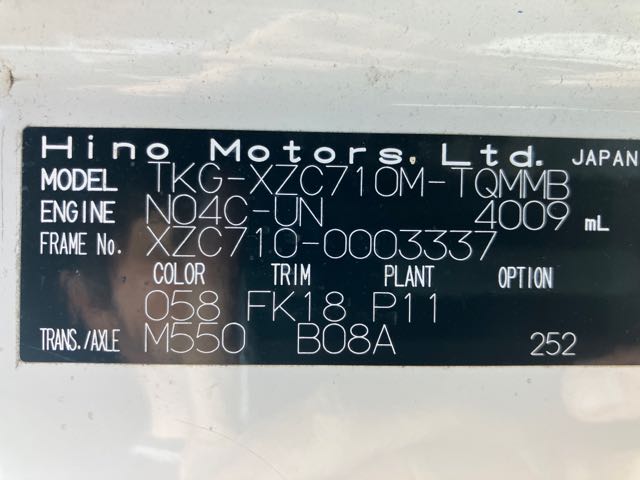 Hino Motors, Ltd. JAPAN
MODEL TKG-XZC710M-TQMMB
ENGINE N04C-UN 4009 mL
FRAME No. XZC710-0003337
COLOR TRIM PLANT OPTION
058 FK18 P11
TRANS./AXLE M550 B08A 252